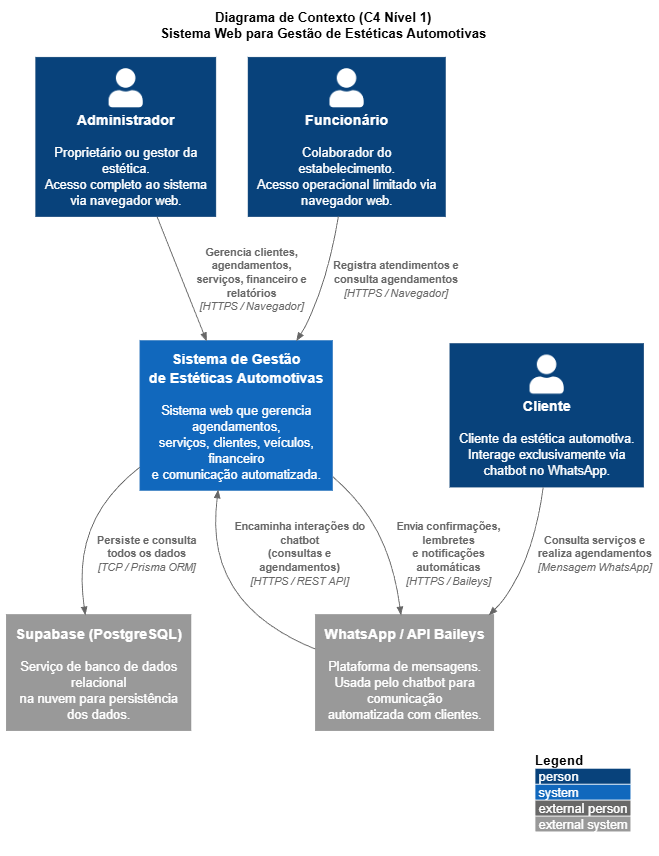 Diagrama de Contexto (C4 Nível 1)
Sistema Web para Gestão de Estéticas Automotivas
Administrador
Proprietário ou gestor da
estética.
Acesso completo ao sistema
via navegador web.
Funcionário
Colaborador do
estabelecimento.
Acesso operacional limitado via
navegador web.
Gerencia clientes,
agendamentos,
serviços, financeiro e
relatórios
[HTTPS / Navegador]
Registra atendimentos e
consulta agendamentos
[HTTPS / Navegador]
Sistema de Gestão
de Estéticas Automotivas
Sistema web que gerencia
agendamentos,
serviços, clientes, veículos,
financeiro
e comunicação automatizada.
Cliente
Cliente da estética automotiva.
Interage exclusivamente via
chatbot no WhatsApp.
Persiste e consulta
todos os dados
[TCP / Prisma ORM]
Encaminha interações do
chatbot
(consultas e
agendamentos)
[HTTPS / REST API]
Envia confirmações,
lembretes
e notificações
automáticas
[HTTPS / Baileys]
Consulta serviços e
realiza agendamentos
[Mensagem WhatsApp]
Supabase (PostgreSQL)
Serviço de banco de dados
relacional
na nuvem para persistência
dos dados.
WhatsApp / API Baileys
Plataforma de mensagens.
Usada pelo chatbot para
comunicação
automatizada com clientes.
Legend
person
system
external person
external system